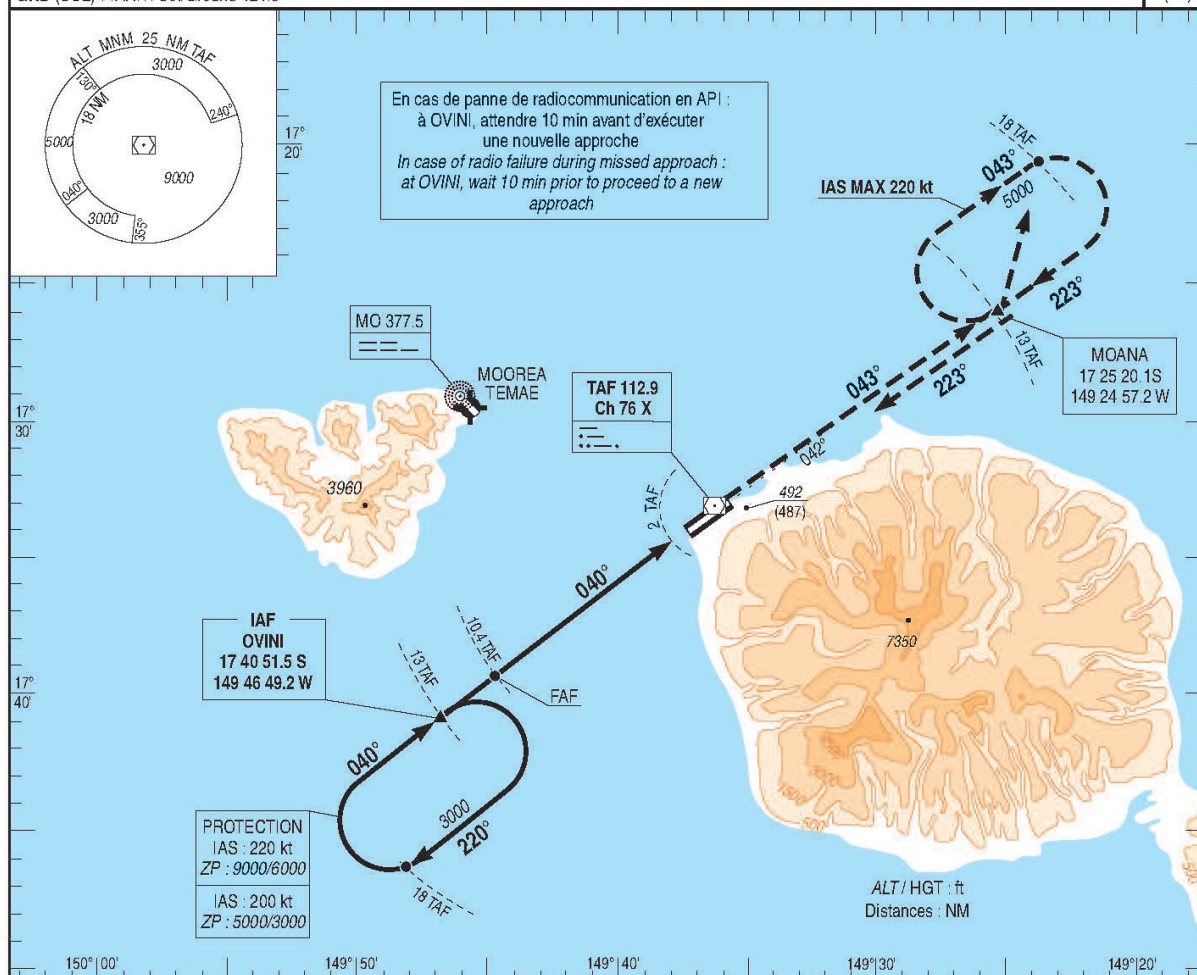 ALT MNM 25 NM TAF
3000
130°
18 NM
240°
5000
9000
040°
3000
355°
17°
20'
En cas de panne de radiocommunication en API :
à OVINI, attendre 10 min avant d'exécuter
une nouvelle approche
In case of radio failure during missed approach :
at OVINI, wait 10 min prior to proceed to a new
approach
18 TAF
043°
5000
IAS MAX 220 kt
223°
MO 377.5
MOOREA
TEMAE
TAF 112.9
Ch 76 X
043°
223°
13 TAF
MOANA
17 25 20.1S
149 24 57.2 W
17°
30'
042°
3960
2 TAF
492
(487)
040°
IAF
OVINI
17 40 51.5 S
149 46 49.2 W
10.4 TAF
13 TAF
FAF
7350
17°
40'
040°
3000
220°
18 TAF
PROTECTION
IAS : 220 kt
ZP : 9000/6000
IAS : 200 kt
ZP : 5000/3000
3000
1500
500
ALT / HGT : ft
Distances : NM
150° 00'
149° 50'
149° 40'
149° 30'
149° 20'